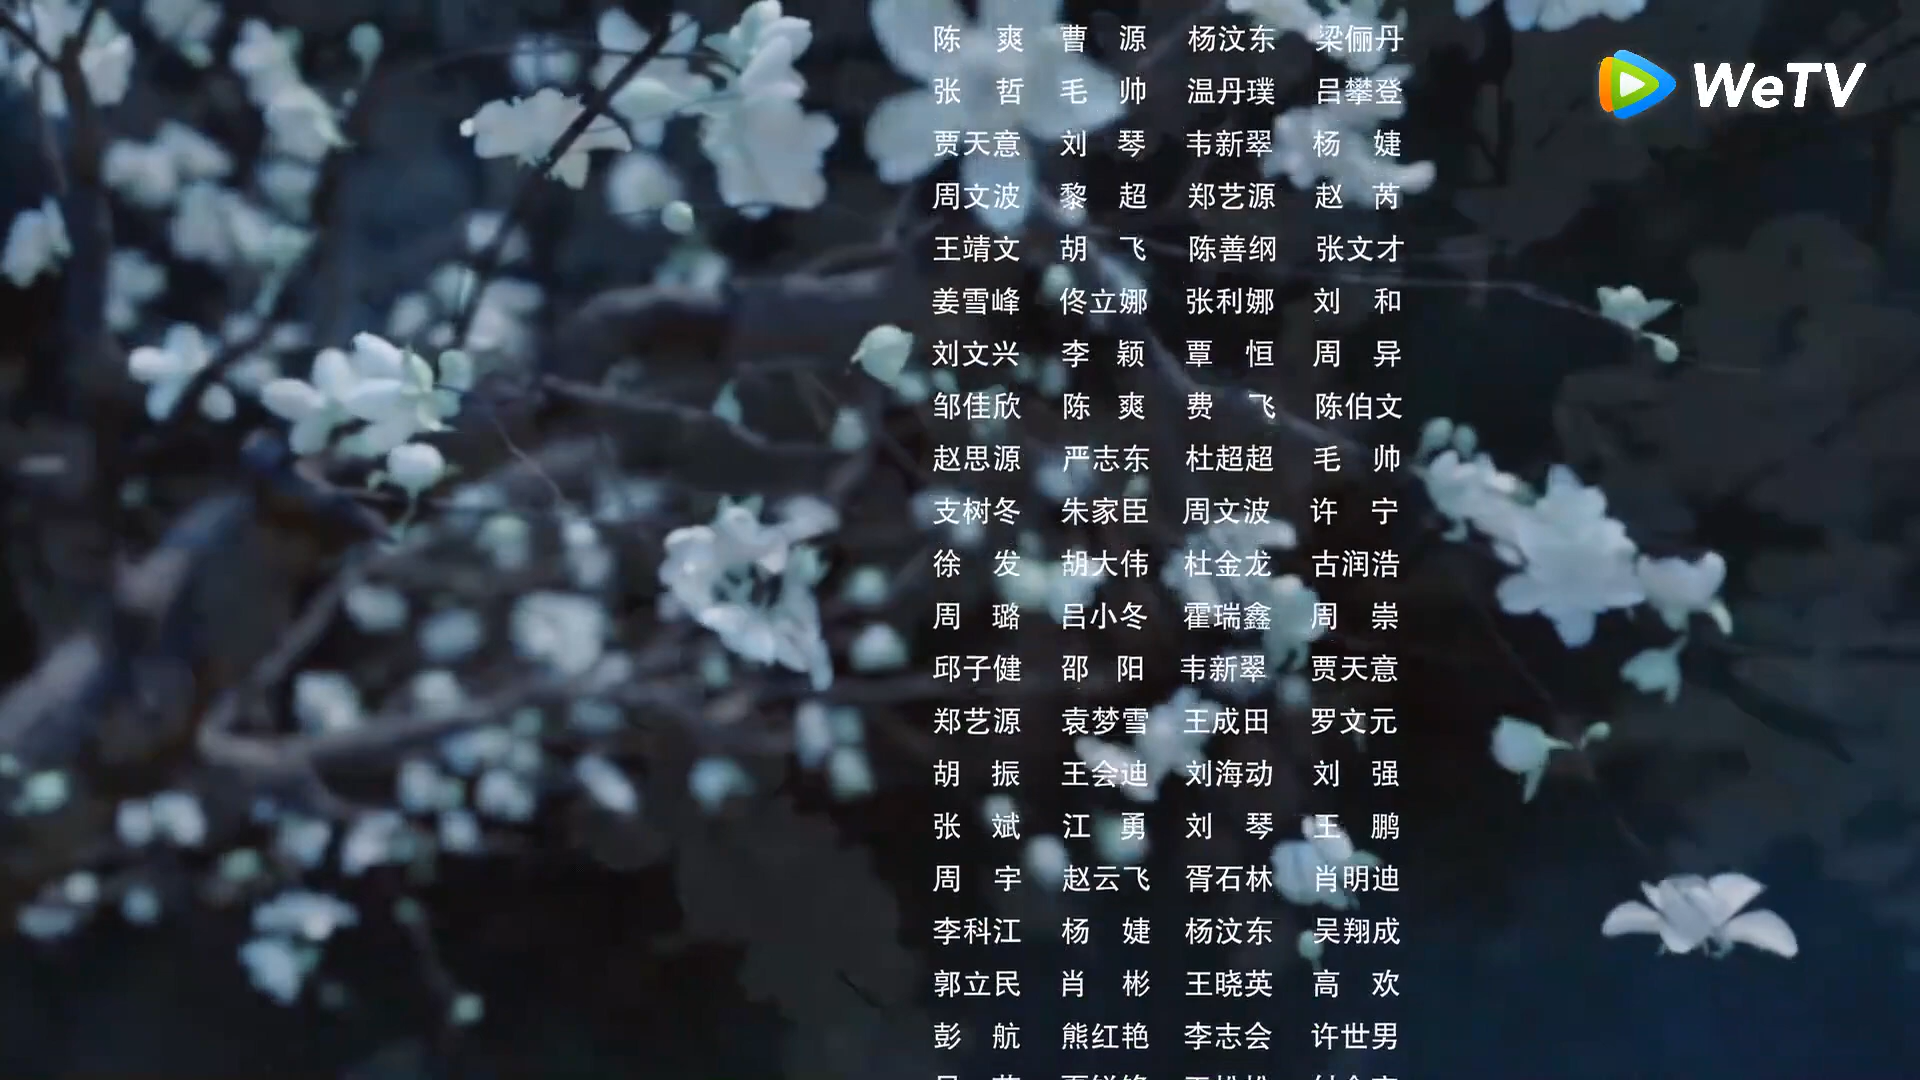 陈 爽 曹 源 杨汶东 梁俪丹
WeTV
张 哲 毛 帅 温丹璞 吕攀登
贾天意 刘 琴 韦新翠 杨 婕
周文波 黎 超 郑艺源 赵 芮
王靖文 胡 飞 陈善纲 张文才
姜雪峰 佟立娜 张利娜 刘 和
刘文兴 李 颖 覃 恒 周 异
邹佳欣 陈 爽 费 飞 陈伯文
赵思源 严志东 杜超超 毛 帅
支树冬 朱家臣 周文波 许 宁
徐 发 胡大伟 杜金龙 古润浩
周 璐 吕小冬 霍瑞鑫 周 崇
邱子健 邵 阳 韦新翠 贾天意
郑艺源 袁梦雪 王成田 罗文元
胡 振 王会迪 刘海动 刘 强
张 斌 江 勇 刘 琴 王 鹏
周 宇 赵云飞 胥石林 肖明迪
李科江 杨 婕 杨汶东 吴翔成
郭立民 肖 彬 王晓英 高 欢
彭 航 熊红艳 李志会 许世男